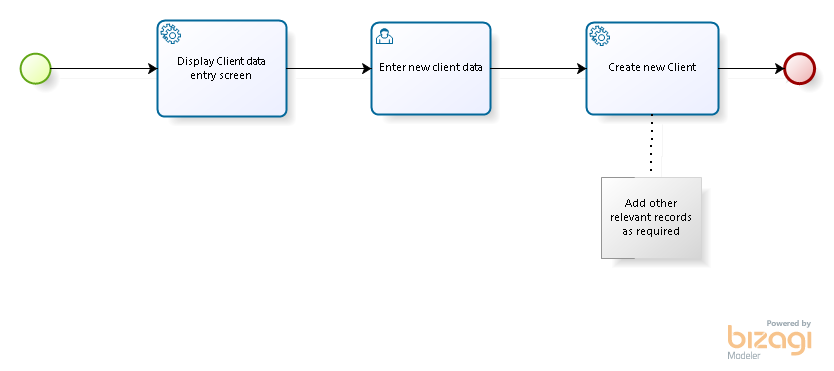 Display Client data
entry screen
Enter new client data
Create new Client
Add other
relevant records
as required
Powered by
bizagi
Modeler